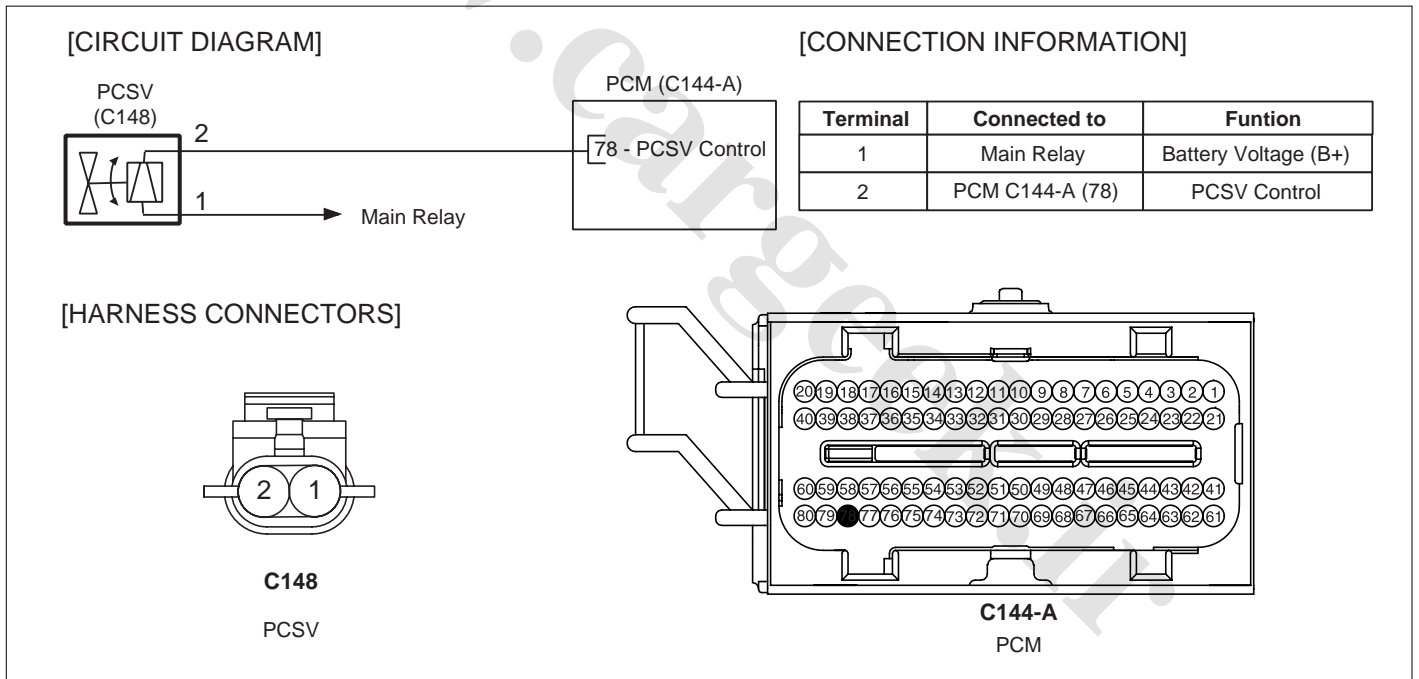 [CIRCUIT DIAGRAM]
PCSV
(C148)
2
1
Main Relay
PCM (C144-A)
78 - PCSV Control
[CONNECTION INFORMATION]
Terminal Connected to Funtion
1 Main Relay Battery Voltage (B+)
2 PCM C144-A (78) PCSV Control
[HARNESS CONNECTORS]
2 1
C148
PCSV
20 19 18 17 16 15 14 13 12 11 10 9 8 7 6 5 4 3 2 1
40 39 38 37 36 35 34 33 32 31 30 29 28 27 26 25 24 23 22 21
60 59 58 57 56 55 54 53 52 51 50 49 48 47 46 45 44 43 42 41
80 79 78 77 76 75 74 73 72 71 70 69 68 67 66 65 64 63 62 61
C144-A
PCM
.cargeek.ir